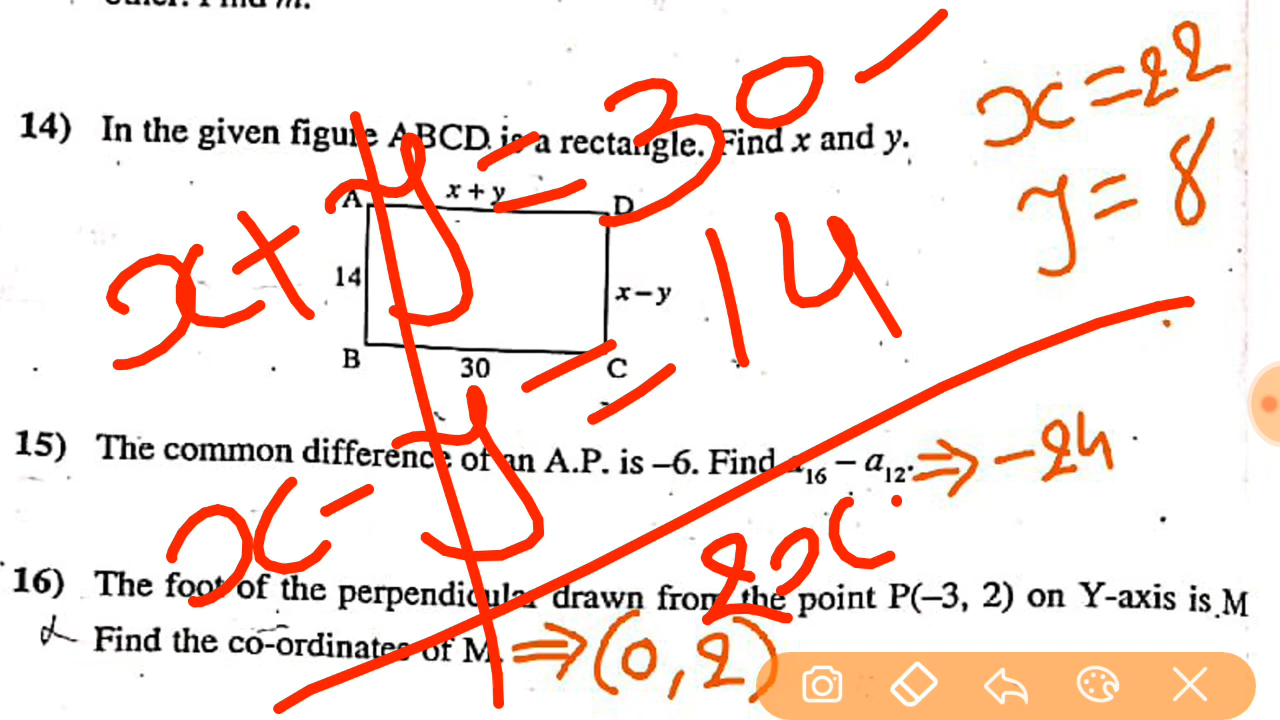 14) In the given figure ABCD is a rectangle. Find x and y.
x = 22
y = 8
x + y = 30
A x + y D
14 x – y
B 30 C
x - y = 14
15) The common difference of an A.P. is –6. Find a16 – a12. ⇒ -24
2x
16) The foot of the perpendicular drawn from the point P(–3, 2) on Y-axis is M
Find the co-ordinates of M. ⇒ (0, 2)